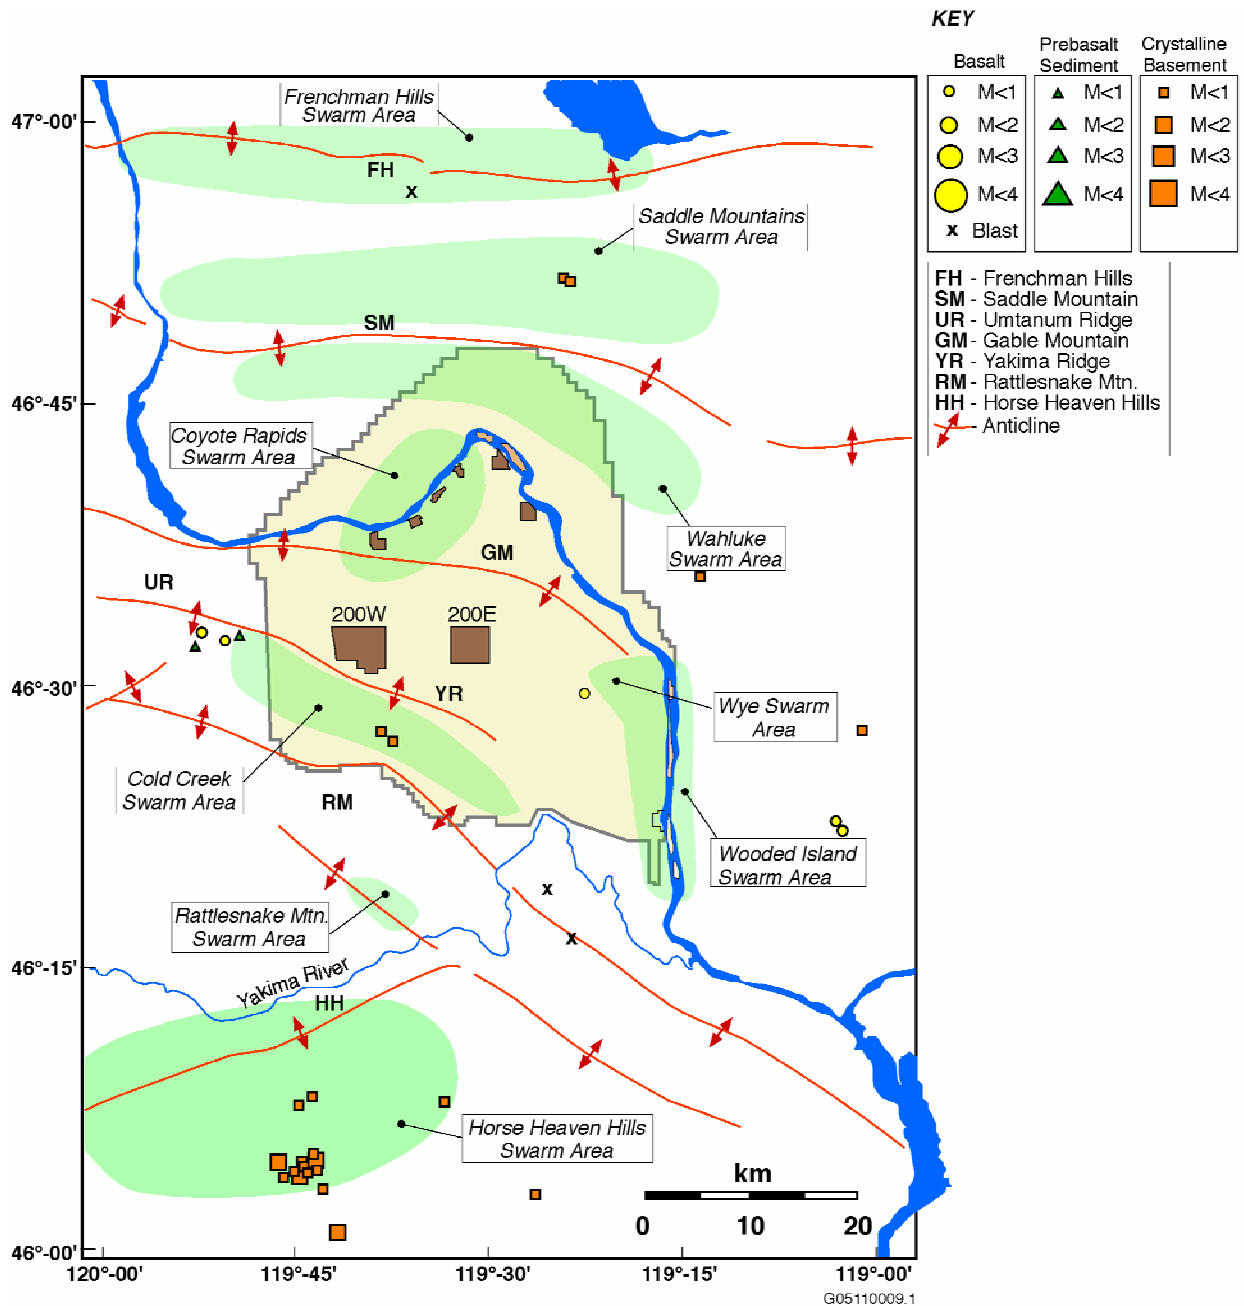 KEY
Basalt
Prebasalt
Sediment
Crystalline
Basement
M<1
M<1
M<1
M<2
M<2
M<2
M<3
M<3
M<3
M<4
M<4
M<4
x Blast
FH - Frenchman Hills
SM - Saddle Mountain
UR - Umtanum Ridge
GM - Gable Mountain
YR - Yakima Ridge
RM - Rattlesnake Mtn.
HH - Horse Heaven Hills
- Anticline
Frenchman Hills
Swarm Area
47°-00'
FH
x
Saddle Mountains
Swarm Area
SM
46°-45'
Coyote Rapids
Swarm Area
Wahluke
Swarm Area
GM
UR
200W
200E
46°-30'
YR
Wye Swarm
Area
Cold Creek
Swarm Area
RM
Wooded Island
Swarm Area
x
Rattlesnake Mtn.
Swarm Area
x
46°-15'
Yakima River
HH
Horse Heaven Hills
Swarm Area
km
0 10 20
46°-00'
120°-00' 119°-45' 119°-30' 119°-15' 119°-00'
G05110009.1